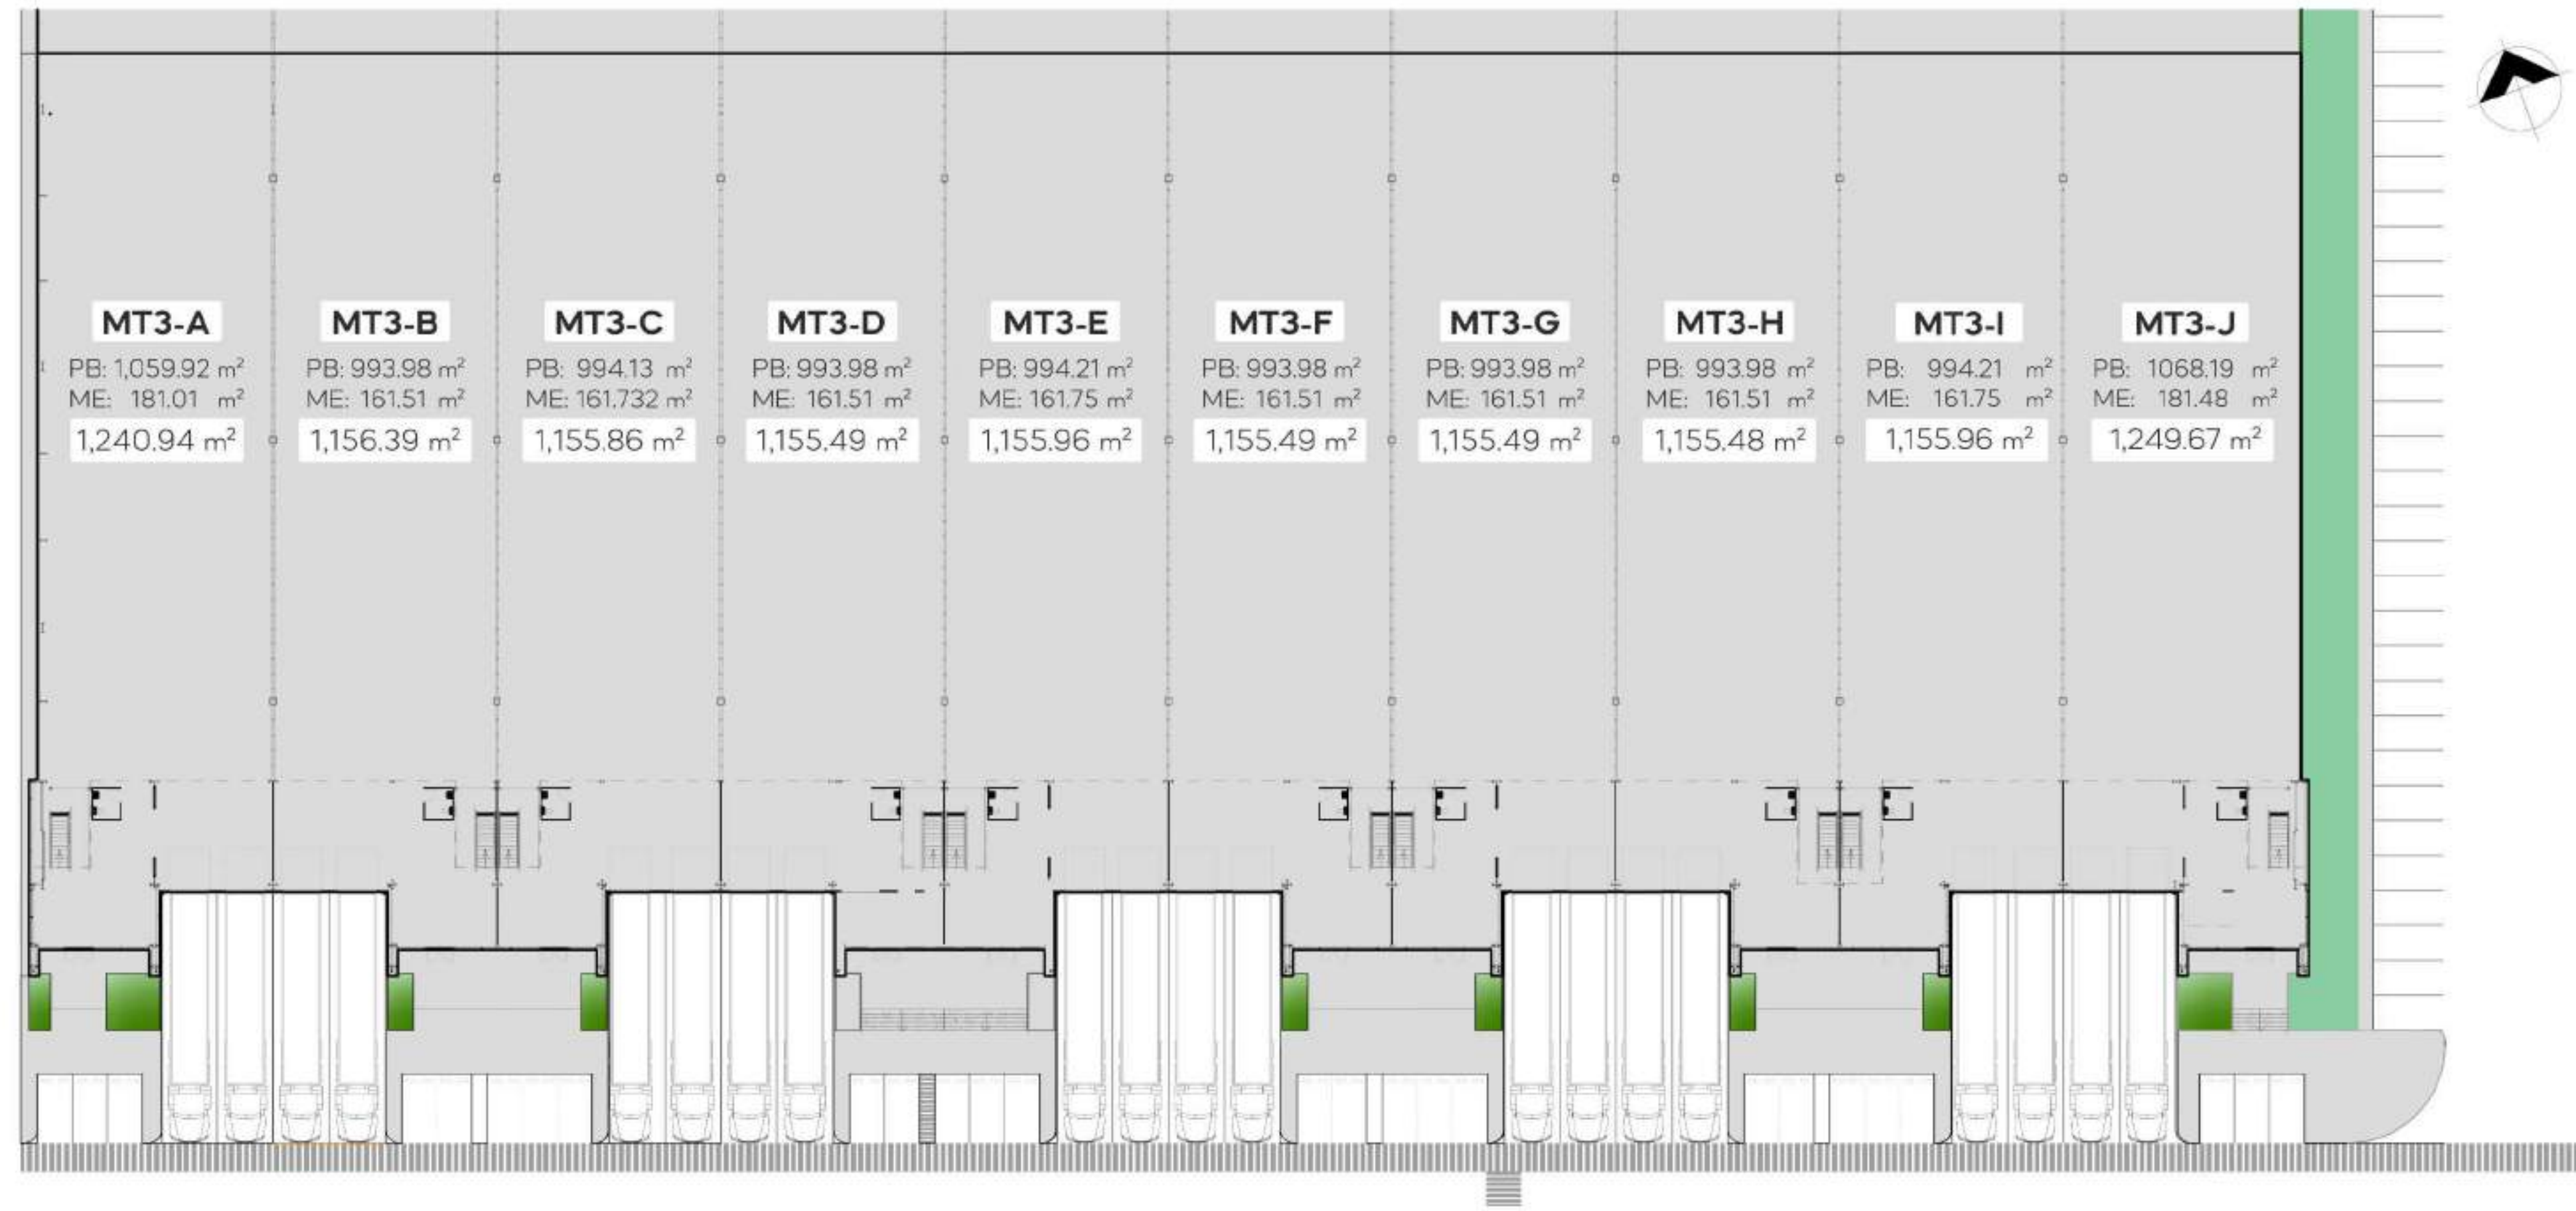 MT3-A
PB: 1,059.92 m²
ME: 181.01 m²
1,240.94 m²
MT3-B
PB: 993.98 m²
ME: 161.51 m²
1,156.39 m²
MT3-C
PB: 994.13 m²
ME: 161.732 m²
1,155.86 m²
MT3-D
PB: 993.98 m²
ME: 161.51 m²
1,155.49 m²
MT3-E
PB: 994.21 m²
ME: 161.75 m²
1,155.96 m²
MT3-F
PB: 993.98 m²
ME: 161.51 m²
1,155.49 m²
MT3-G
PB: 993.98 m²
ME: 161.51 m²
1,155.49 m²
MT3-H
PB: 993.98 m²
ME: 161.51 m²
1,155.48 m²
MT3-I
PB: 994.21 m²
ME: 161.75 m²
1,155.96 m²
MT3-J
PB: 1068.19 m²
ME: 181.48 m²
1,249.67 m²